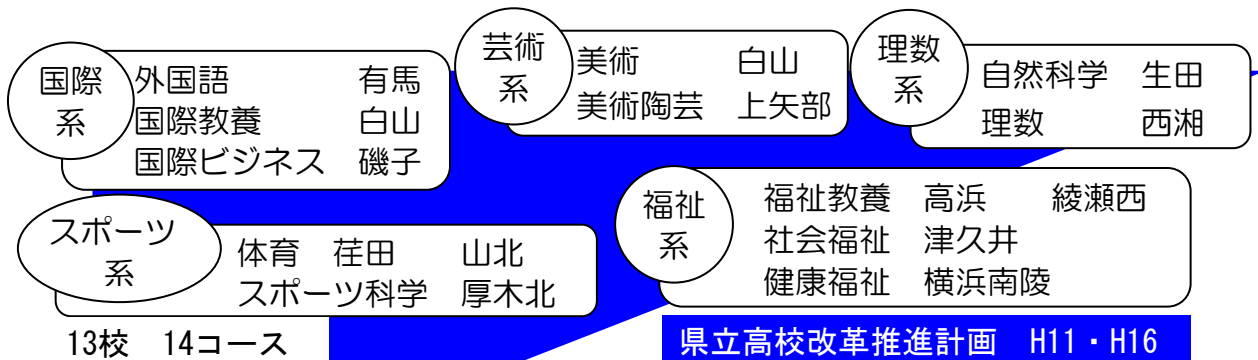 国際
系
外国語 有馬
国際教養 白山
国際ビジネス 磯子
芸術
系
美術 白山
美術陶芸 上矢部
理数
系
自然科学 生田
理数 西湘
スポーツ
系
体育 荏田 山北
スポーツ科学 厚木北
福祉
系
福祉教養 高浜 綾瀬西
社会福祉 津久井
健康福祉 横浜南陵
13校 14コース
県立高校改革推進計画 H11・H16